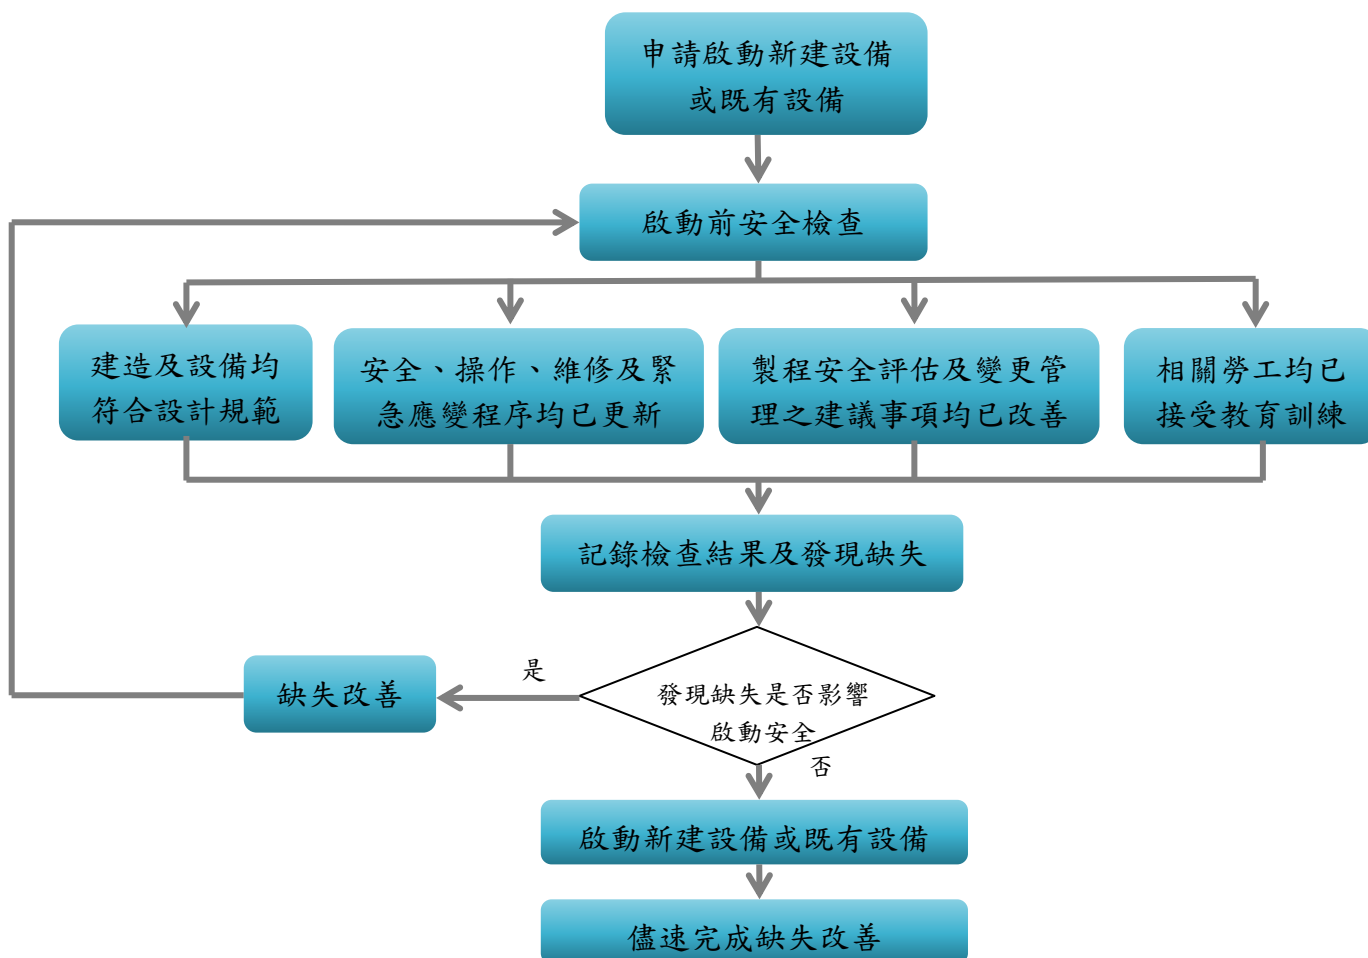 申請啟動新建設備
或既有設備
啟動前安全檢查
建造及設備均
符合設計規範
安全、操作、維修及緊
急應變程序均已更新
製程安全評估及變更管
理之建議事項均已改善
相關勞工均已
接受教育訓練
記錄檢查結果及發現缺失
是
缺失改善
發現缺失是否影響
啟動安全
否
啟動新建設備或既有設備
儘速完成缺失改善